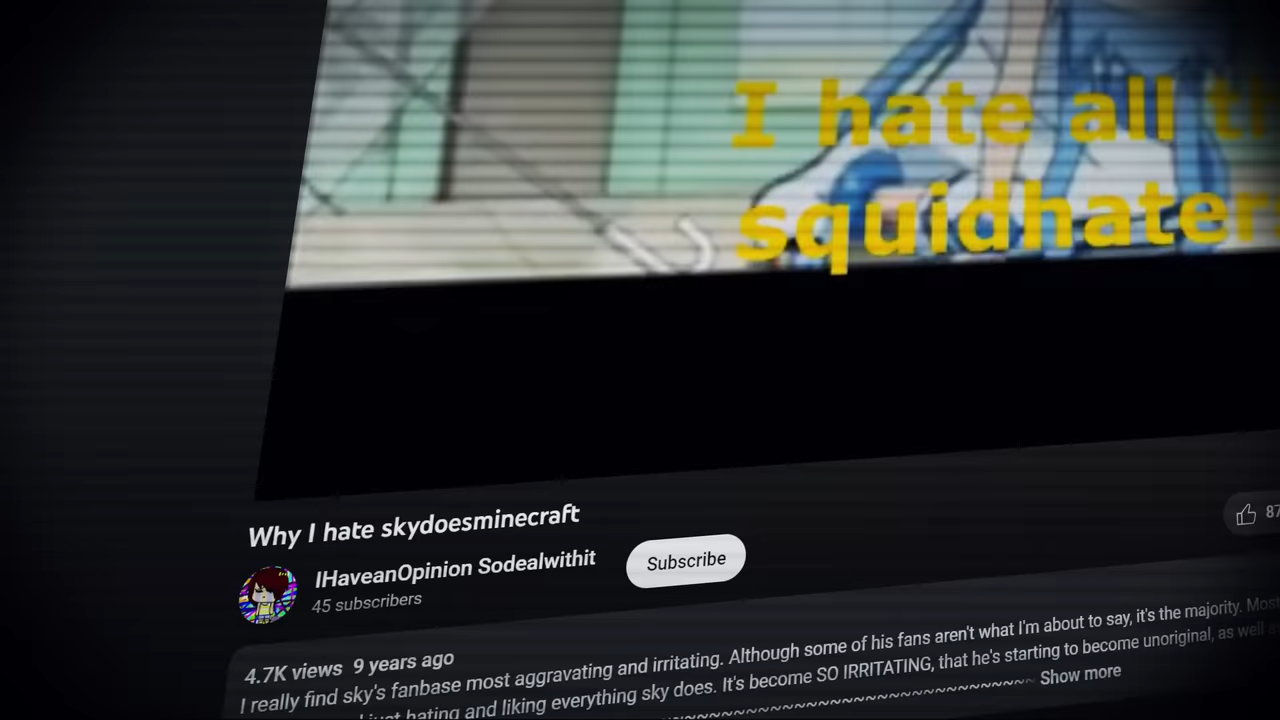 I hate all
squidhater
Why I hate skydoesminecraft
IHaveanOpinion Sodealwithit
Subscribe
45 subscribers
87
4.7K views 9 years ago
I really find sky's fanbase most aggravating and irritating. Although some of his fans aren't what I'm about to say, it's the majority. Most
just hating and liking everything sky does. It's become SO IRRITATING, that he's starting to become unoriginal, as well
Show more